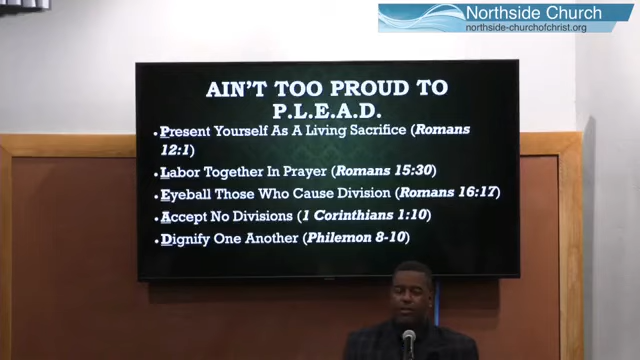 Northside Church
northside-churchofchrist.org
AIN'T TOO PROUD TO
P.L.E.A.D.
•Present Yourself As A Living Sacrifice (Romans
12:1)
•Labor Together In Prayer (Romans 15:30)
•Eyeball Those Who Cause Division (Romans 16:17)
•Accept No Divisions (1 Corinthians 1:10)
•Dignify One Another (Philemon 8-10)